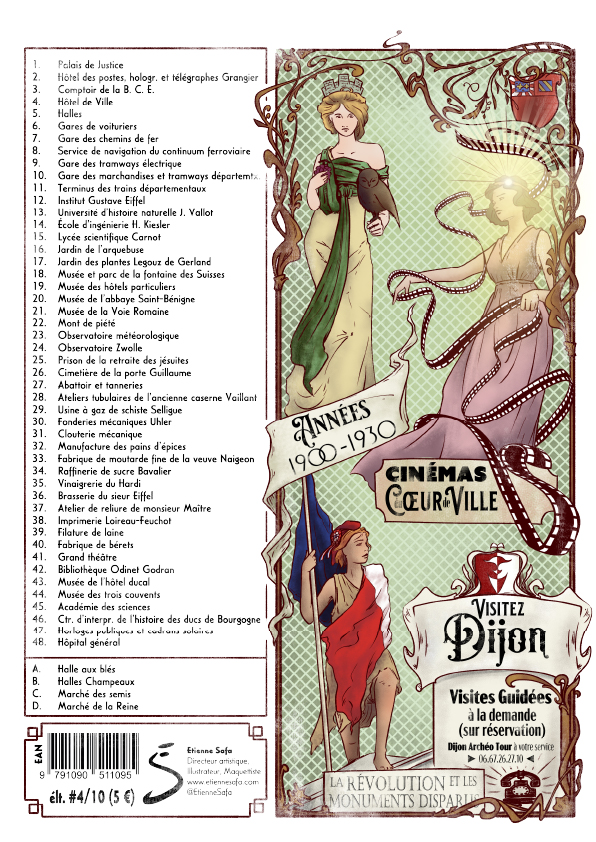 1. Palais de Justice
2. Hôtel des postes, hologr. et télégraphes Grangier
3. Comptoir de la B. C. E.
4. Hôtel de Ville
5. Halles
6. Gares de voituriers
7. Gare des chemins de fer
8. Service de navigation du continuum ferroviaire
9. Gare des tramways électrique
10. Gare des marchandises et tramways départemtx.
11. Terminus des trains départementaux
12. Institut Gustave Eiffel
13. Université d'histoire naturelle J. Vallot
14. École d'ingénierie H. Kiesler
15. Lycée scientifique Carnot
16. Jardin de l'arquebuse
17. Jardin des plantes Legouz de Gerland
18. Musée et parc de la fontaine des Suisses
19. Musée des hôtels particuliers
20. Musée de l'abbaye Saint-Bénigne
21. Musée de la Voie Romaine
22. Mont de piété
23. Observatoire météorologique
24. Observatoire Zwolle
25. Prison de la retraite des jésuites
26. Cimetière de la porte Guillaume
27. Abattoir et tanneries
28. Ateliers tubulaires de l'ancienne caserne Vaillant
29. Usine à gaz de schiste Selligue
30. Fonderies mécaniques Uhler
31. Clouterie mécanique
32. Manufacture des pains d'épices
33. Fabrique de moutarde fine de la veuve Naigeon
34. Raffinerie de sucre Bavalier
35. Vinaigrerie du Hardi
36. Brasserie du sieur Eiffel
37. Atelier de reliure de monsieur Maître
38. Imprimerie Loireau-Feuchot
39. Filature de laine
40. Fabrique de bérets
41. Grand théâtre
42. Bibliothèque Odinet Godran
43. Musée de l'hôtel ducal
44. Musée des trois couvents
45. Académie des sciences
46. Ctr. d'interpr. de l'histoire des ducs de Bourgogne
47. Horloges publiques et cadrans solaires
48. Hôpital général
A. Halle aux blés
B. Halles Champeaux
C. Marché des semis
D. Marché de la Reine
EAN
9 791090 511095
élt. #4/10 (5 €)
Etienne Safa
Directeur artistique,
Illustrateur, Maquettiste
www.etiennesafa.com
@EtienneSafa
ANNÉES
1900-1930
CINÉMAS
DU CŒUR DE VILLE
VISITEZ
Dijon
Visites Guidées
à la demande
(sur réservation)
Dijon Archéo Tour à votre service
► 06.67.26.27.10 ◄
LA RÉVOLUTION ET LES
MONUMENTS DISPARUS